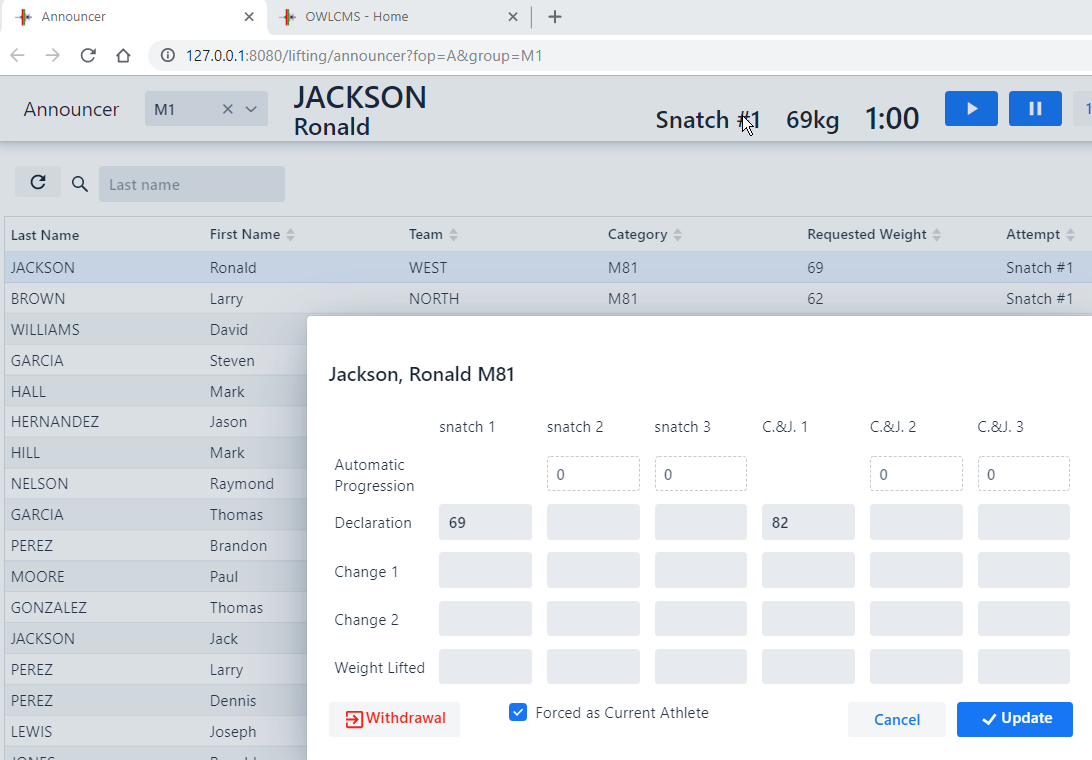 Announcer
OWLCMS - Home
127.0.0.1:8080/lifting/announcer?fop=A&group=M1
Announcer
M1
JACKSON
Ronald
Snatch #1
69kg
1:00
Last name
Last Name First Name Team Category Requested Weight Attempt
JACKSON Ronald WEST M81 69 Snatch #1
BROWN Larry NORTH M81 62 Snatch #1
WILLIAMS David
GARCIA Steven
HALL Mark
HERNANDEZ Jason
HILL Mark
NELSON Raymond
GARCIA Thomas
PEREZ Brandon
MOORE Paul
GONZALEZ Thomas
JACKSON Jack
PEREZ Larry
PEREZ Dennis
LEWIS Joseph
Jackson, Ronald M81
snatch 1 snatch 2 snatch 3 C.&J. 1 C.&J. 2 C.&J. 3
Automatic
Progression
0 0 0 0
Declaration 69 82
Change 1
Change 2
Weight Lifted
Withdrawal
Forced as Current Athlete
Cancel
Update